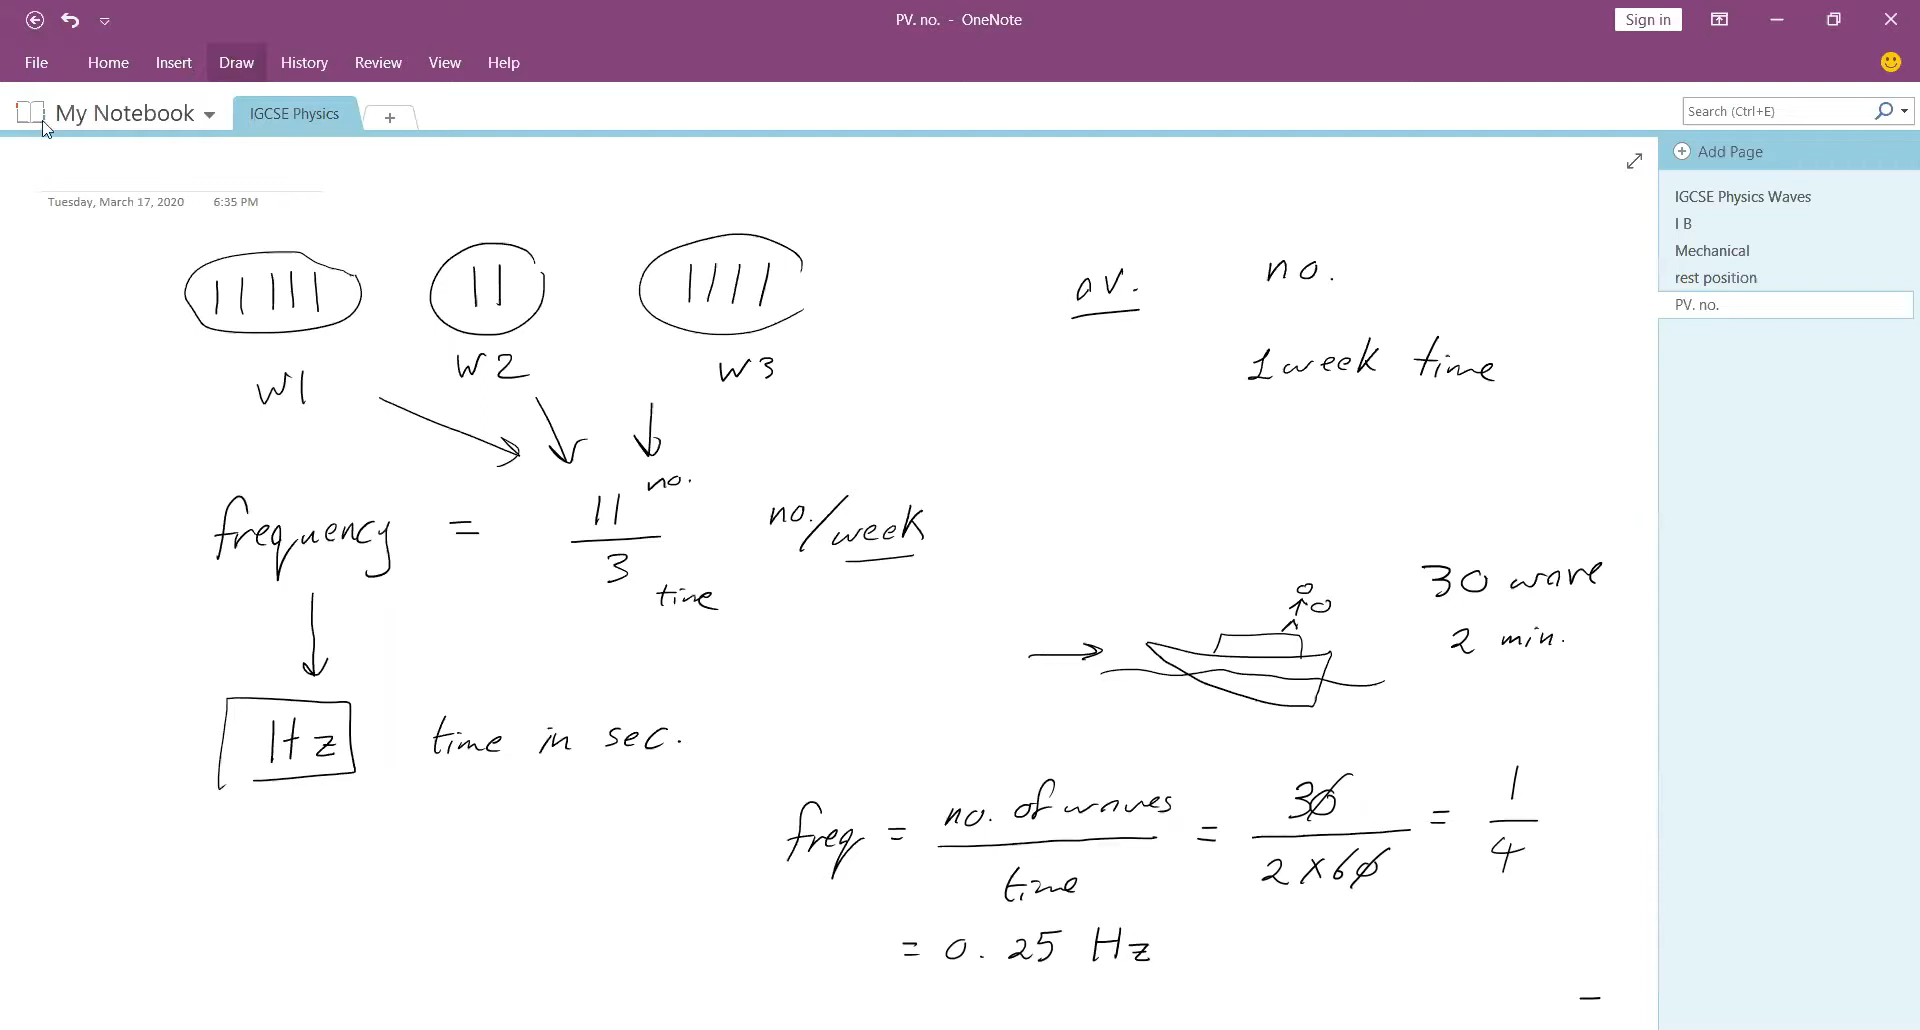 PV. no. - OneNote
Sign in
File Home Insert Draw History Review View Help
My Notebook IGCSE Physics +
Search (Ctrl+E)
Add Page
IGCSE Physics Waves
I B
Mechanical
rest position
PV. no.
Tuesday, March 17, 2020 6:35 PM
W1 W2 W3
av. no.
1 week time
frequency = 11 no. / 3 time no./week
Hz time in sec.
30 wave
2 min.
freq = no. of waves / time = 30 / 2 x 60 = 1 / 4
= 0.25 Hz